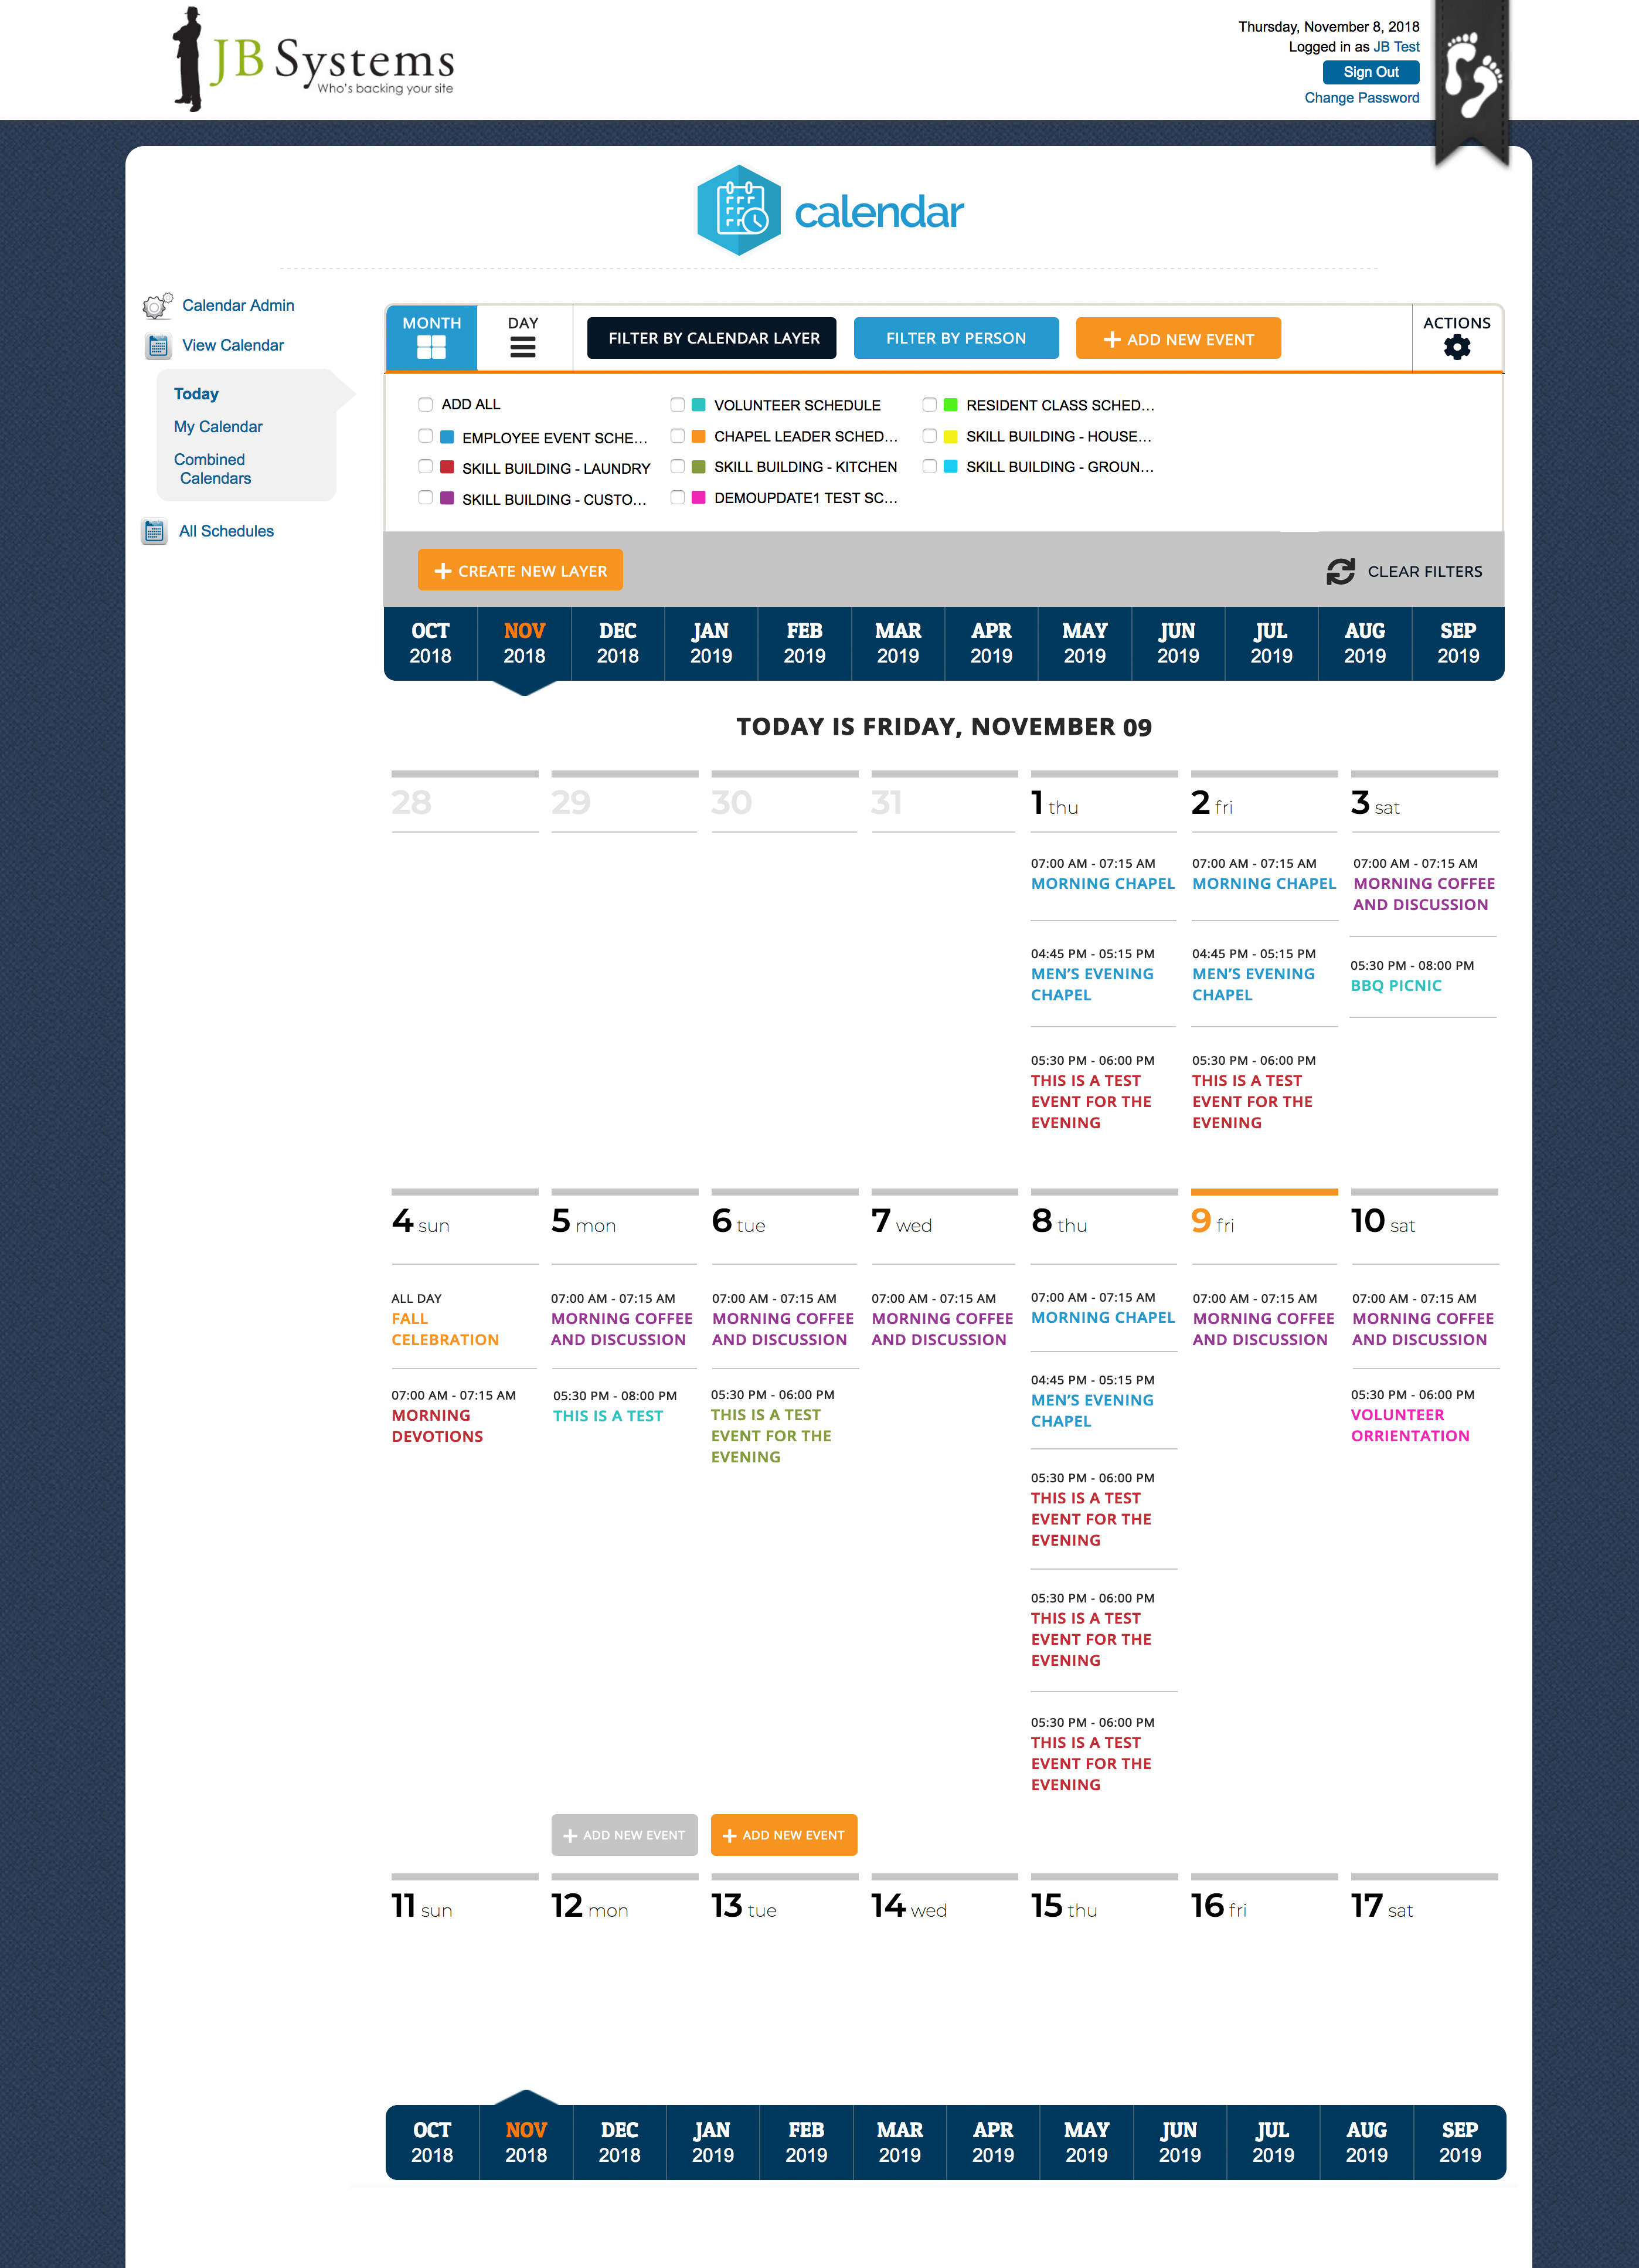 JB Systems
Who's backing your site
Thursday, November 8, 2018
Logged in as JB Test
Sign Out
Change Password
calendar
Calendar Admin
View Calendar
Today
My Calendar
Combined
Calendars
All Schedules
MONTH
DAY
FILTER BY CALENDAR LAYER
FILTER BY PERSON
ADD NEW EVENT
ACTIONS
ADD ALL
VOLUNTEER SCHEDULE
RESIDENT CLASS SCHED...
EMPLOYEE EVENT SCHE...
CHAPEL LEADER SCHED...
SKILL BUILDING - HOUSE...
SKILL BUILDING - LAUNDRY
SKILL BUILDING - KITCHEN
SKILL BUILDING - GROUN...
SKILL BUILDING - CUSTO...
DEMOUPDATE1 TEST SC...
CREATE NEW LAYER
CLEAR FILTERS
OCT NOV DEC JAN FEB MAR APR MAY JUN JUL AUG SEP
2018 2018 2018 2019 2019 2019 2019 2019 2019 2019 2019 2019
TODAY IS FRIDAY, NOVEMBER 09
28 29 30 31 1 thu 2 fri 3 sat
07:00 AM - 07:15 AM
MORNING CHAPEL
04:45 PM - 05:15 PM
MEN'S EVENING
CHAPEL
05:30 PM - 06:00 PM
THIS IS A TEST
EVENT FOR THE
EVENING
07:00 AM - 07:15 AM
MORNING CHAPEL
04:45 PM - 05:15 PM
MEN'S EVENING
CHAPEL
05:30 PM - 06:00 PM
THIS IS A TEST
EVENT FOR THE
EVENING
07:00 AM - 07:15 AM
MORNING COFFEE
AND DISCUSSION
05:30 PM - 08:00 PM
BBQ PICNIC
4 sun 5 mon 6 tue 7 wed 8 thu 9 fri 10 sat
ALL DAY
FALL
CELEBRATION
07:00 AM - 07:15 AM
MORNING
DEVOTIONS
07:00 AM - 07:15 AM
MORNING COFFEE
AND DISCUSSION
05:30 PM - 08:00 PM
THIS IS A TEST
07:00 AM - 07:15 AM
MORNING COFFEE
AND DISCUSSION
05:30 PM - 06:00 PM
THIS IS A TEST
EVENT FOR THE
EVENING
07:00 AM - 07:15 AM
MORNING COFFEE
AND DISCUSSION
07:00 AM - 07:15 AM
MORNING CHAPEL
04:45 PM - 05:15 PM
MEN'S EVENING
CHAPEL
05:30 PM - 06:00 PM
THIS IS A TEST
EVENT FOR THE
EVENING
05:30 PM - 06:00 PM
THIS IS A TEST
EVENT FOR THE
EVENING
05:30 PM - 06:00 PM
THIS IS A TEST
EVENT FOR THE
EVENING
07:00 AM - 07:15 AM
MORNING COFFEE
AND DISCUSSION
07:00 AM - 07:15 AM
MORNING COFFEE
AND DISCUSSION
05:30 PM - 06:00 PM
VOLUNTEER
ORRIENTATION
ADD NEW EVENT
ADD NEW EVENT
11 sun 12 mon 13 tue 14 wed 15 thu 16 fri 17 sat
OCT NOV DEC JAN FEB MAR APR MAY JUN JUL AUG SEP
2018 2018 2018 2019 2019 2019 2019 2019 2019 2019 2019 2019